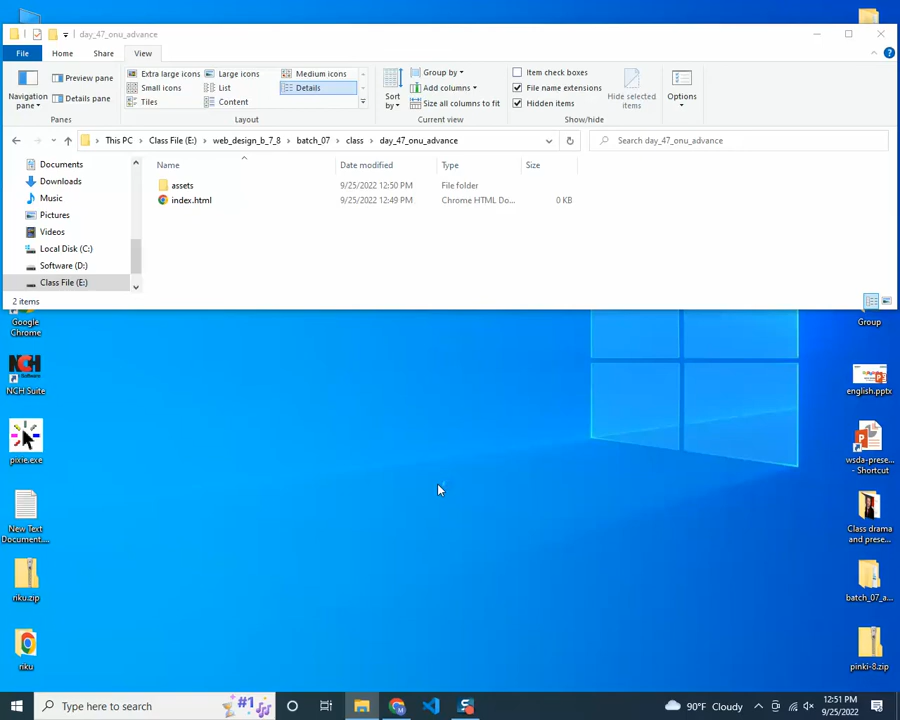 day_47_onu_advance
File Home Share View
Navigation pane
Preview pane
Details pane
Panes
Extra large icons Large icons Medium icons
Small icons List Details
Tiles Content
Layout
Sort by
Group by
Add columns
Size all columns to fit
Current view
Item check boxes
File name extensions
Hidden items
Hide selected items
Show/hide
Options
This PC Class File (E:) web_design_b_7_8 batch_07 class day_47_onu_advance
Search day_47_onu_advance
Documents
Downloads
Music
Pictures
Videos
Local Disk (C:)
Software (D:)
Class File (E:)
Name Date modified Type Size
assets 9/25/2022 12:50 PM File folder
index.html 9/25/2022 12:49 PM Chrome HTML Do... 0 KB
2 items
Google Chrome
NCH
NCH Suite
pixie.exe
New Text Document....
riku.zip
riku
Group
english.pptx
wsda-prese... - Shortcut
Class drama and prese...
batch_07_a...
pinki-8.zip
Type here to search
#1
90°F Cloudy
12:51 PM
9/25/2022